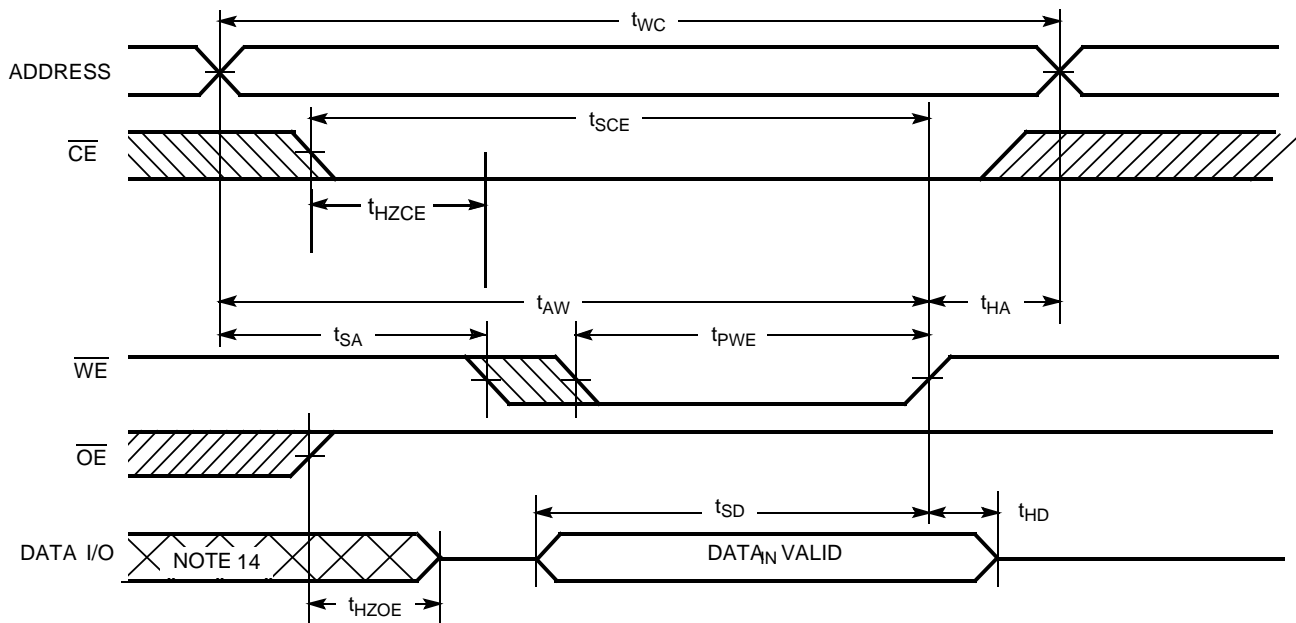 tWC
ADDRESS
tSCE
CE
tHZCE
tAW
tHA
tSA
tPWE
WE
OE
tSD
tHD
DATA I/O
NOTE 14
DATAIN VALID
tHZOE